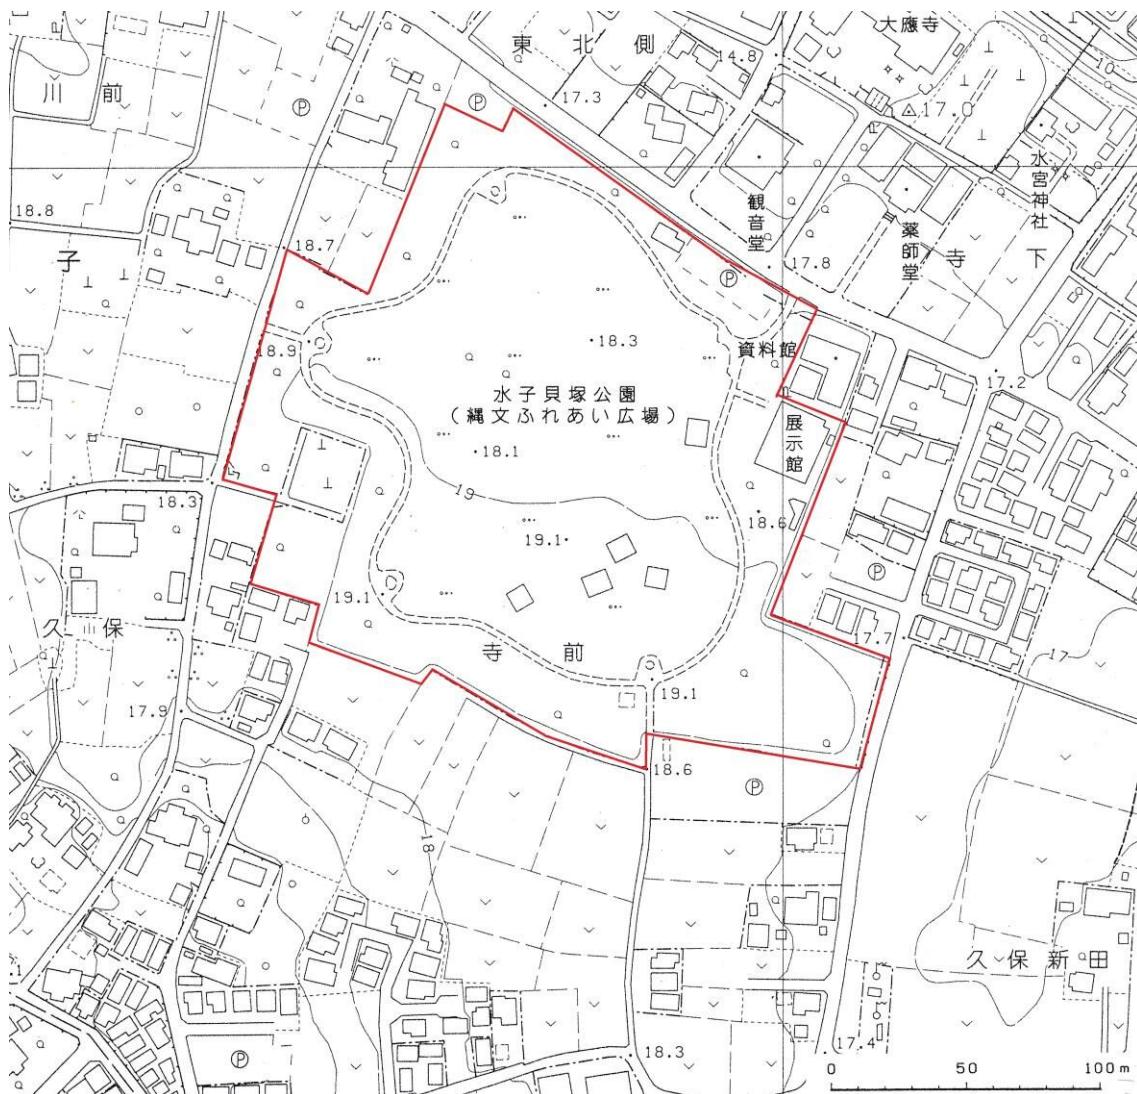 東北側
大應寺
14.8
10
川前
Ⓟ
Ⓟ
17.3
17.0
水宮神社
観音堂
薬師堂
寺下
18.8
18.7
子
17.8
Ⓟ
18.9
18.3
資料館
17.2
水子貝塚公園
(縄文ふれあい広場)
展示館
18.1
19
18.3
18.6
19.1
Ⓟ
19.1
久保
寺前
17.7
17
17.9
19.1
18.6
Ⓟ
18
久保新田
.1
Ⓟ
18.3
17.4
0 50 100m